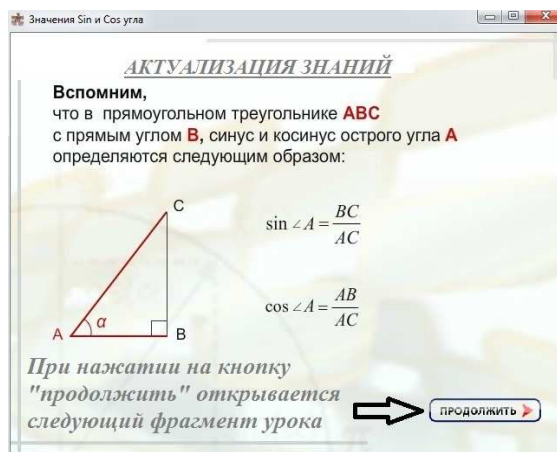 Значения Sin и Cos угла
АКТУАЛИЗАЦИЯ ЗНАНИЙ
Вспомним,
что в прямоугольном треугольнике ABC
с прямым углом B, синус и косинус острого угла A
определяются следующим образом:
C
sin ∠A = BC / AC
cos ∠A = AB / AC
A α B
При нажатии на кнопку
"продолжить" открывается
следующий фрагмент урока
ПРОДОЛЖИТЬ